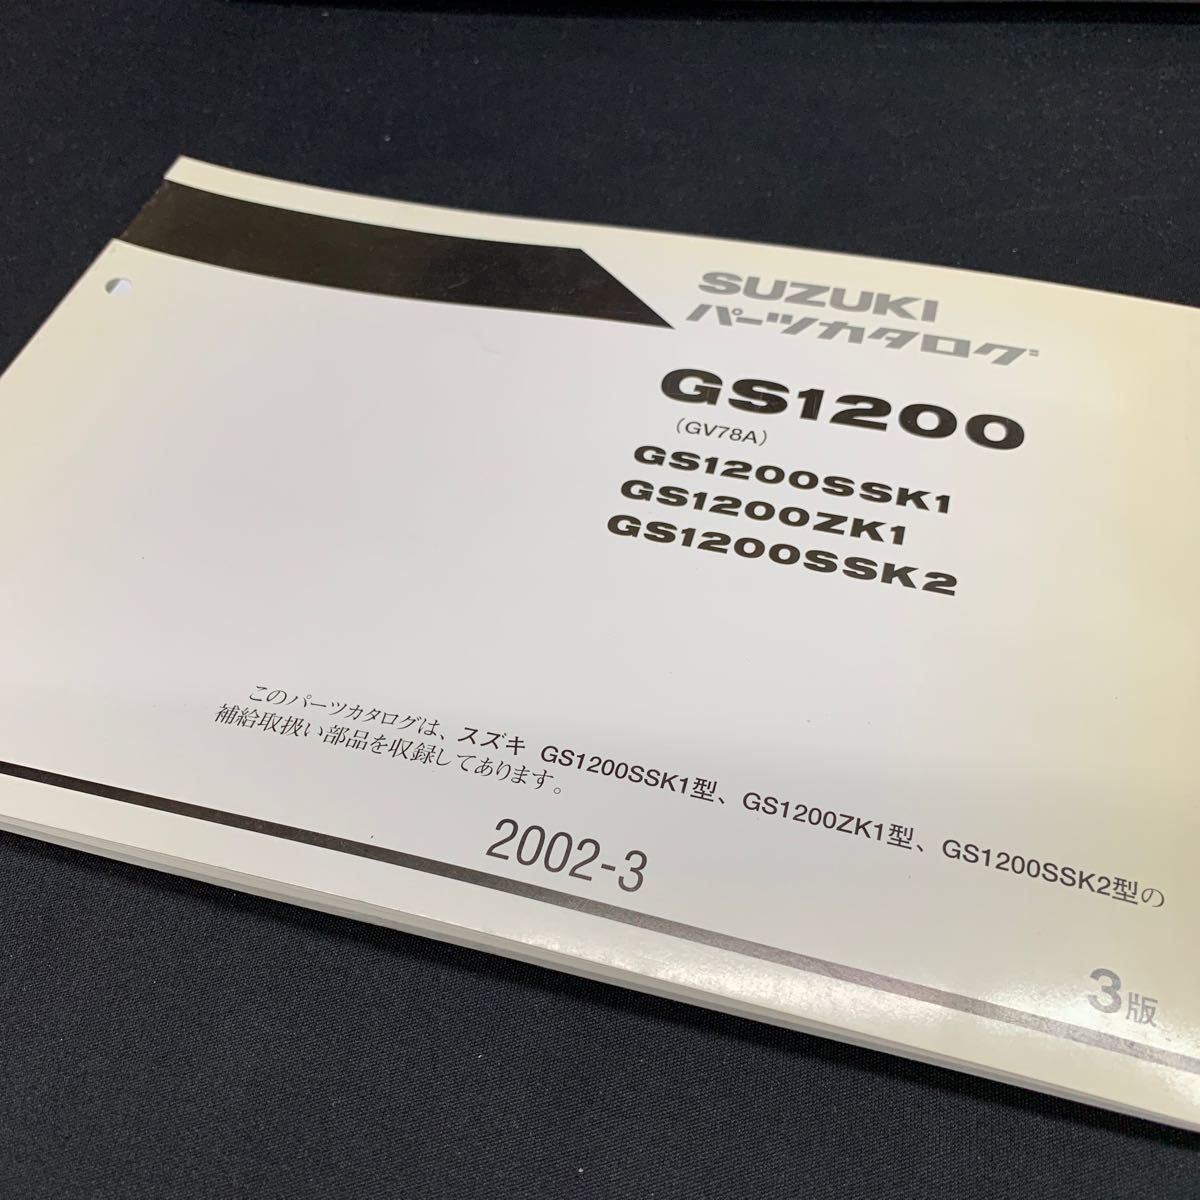 SUZUKI
パーツカタログ
GS1200
(GV78A)
GS1200SSK1
GS1200ZK1
GS1200SSK2
このパーツカタログは、スズキ GS1200SSK1型、GS1200ZK1型、GS1200SSK2型の
補給取扱い部品を収録してあります。
2002-3
3版